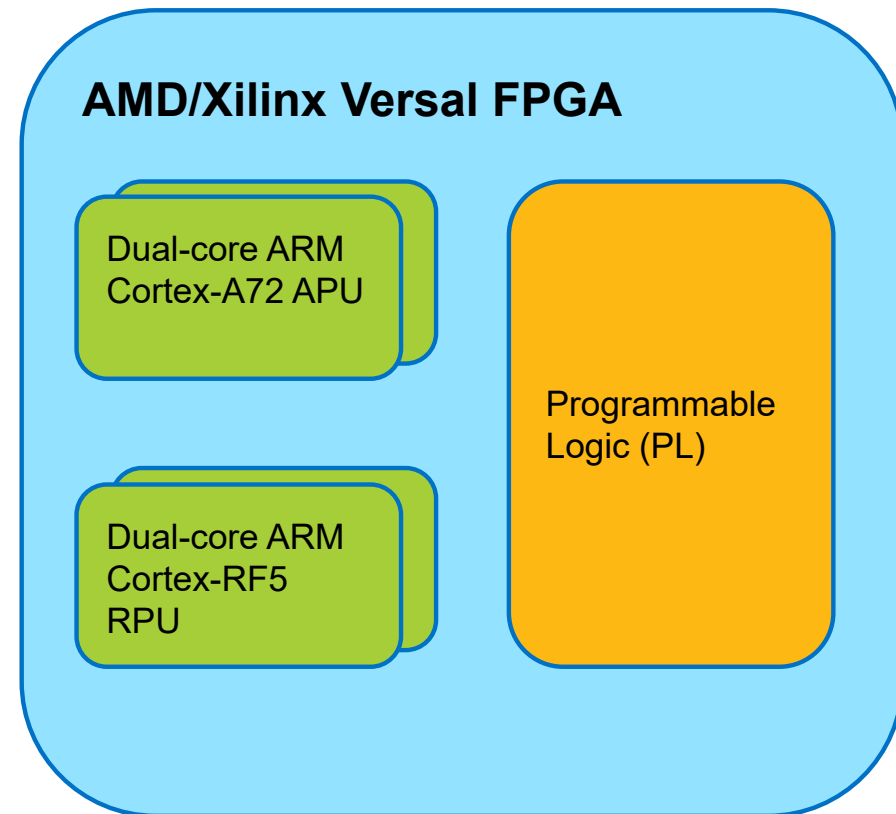 AMD/Xilinx Versal FPGA
Dual-core ARM
Cortex-A72 APU
Programmable
Logic (PL)
Dual-core ARM
Cortex-RF5
RPU